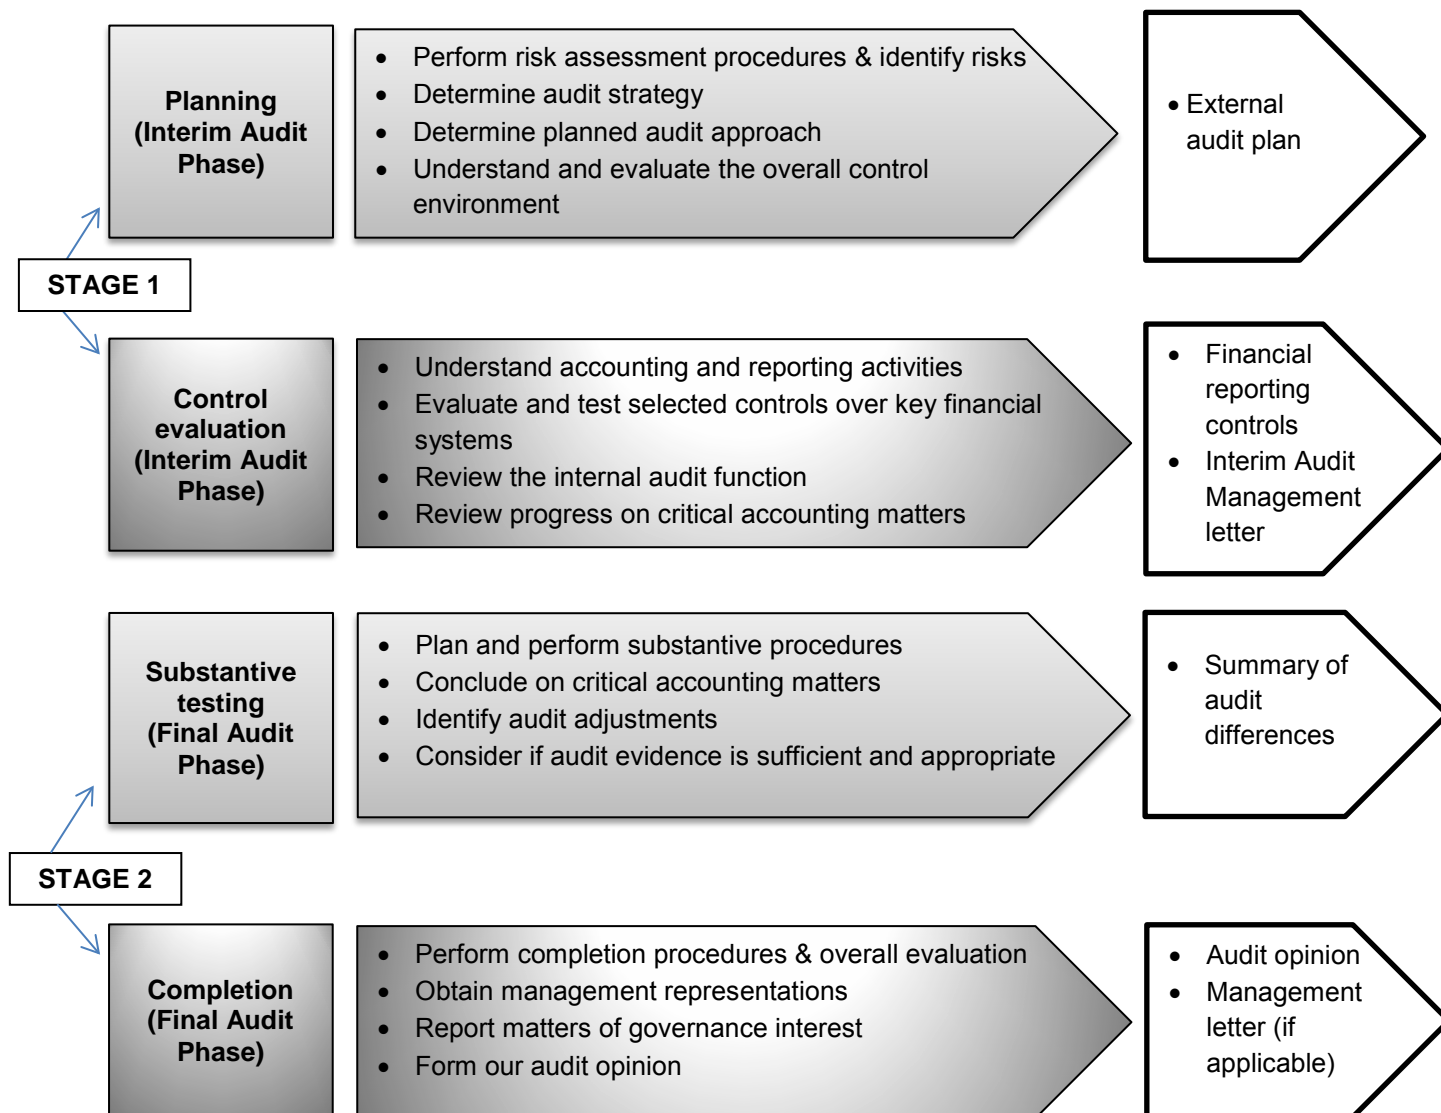 Planning
(Interim Audit
Phase)
• Perform risk assessment procedures & identify risks
• Determine audit strategy
• Determine planned audit approach
• Understand and evaluate the overall control
environment
• External
audit plan
STAGE 1
Control
evaluation
(Interim Audit
Phase)
• Understand accounting and reporting activities
• Evaluate and test selected controls over key financial
systems
• Review the internal audit function
• Review progress on critical accounting matters
• Financial
reporting
controls
• Interim Audit
Management
letter
Substantive
testing
(Final Audit
Phase)
• Plan and perform substantive procedures
• Conclude on critical accounting matters
• Identify audit adjustments
• Consider if audit evidence is sufficient and appropriate
• Summary of
audit
differences
STAGE 2
Completion
(Final Audit
Phase)
• Perform completion procedures & overall evaluation
• Obtain management representations
• Report matters of governance interest
• Form our audit opinion
• Audit opinion
• Management
letter (if
applicable)